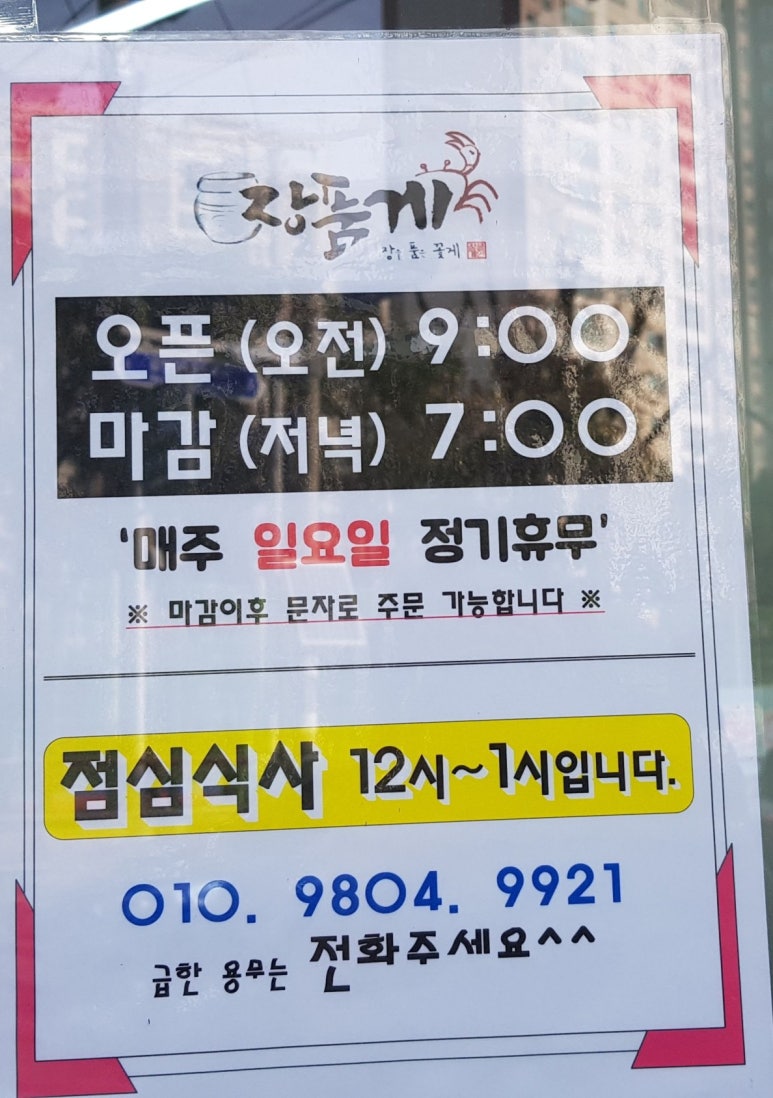 장품게
장을 품은 꽃게
오픈 (오전) 9:00
마감 (저녁) 7:00
'매주 일요일 정기휴무'
※ 마감이후 문자로 주문 가능합니다 ※
점심식사 12시~1시입니다.
010. 9804. 9921
급한 용무는 전화주세요^^